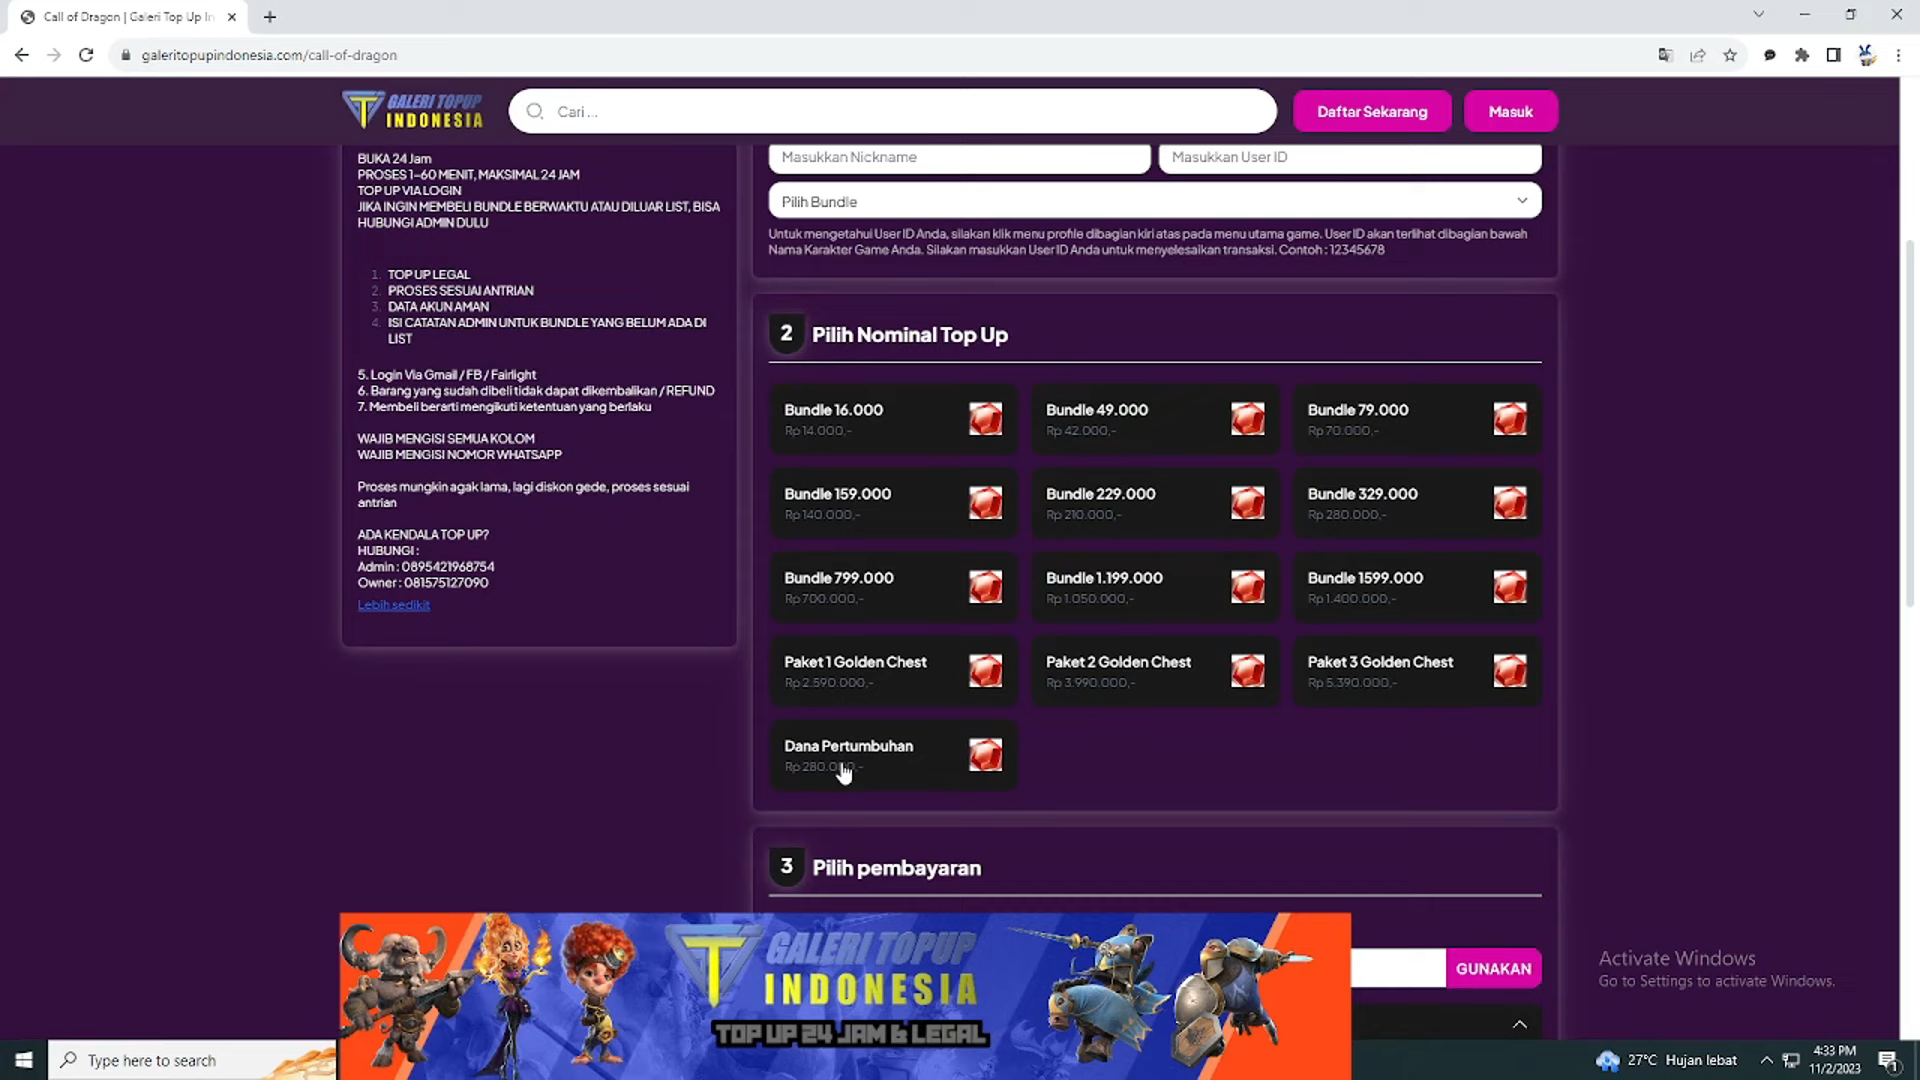 Call of Dragon | Galeri Top Up In
galeritopupindonesia.com/call-of-dragon
GALERI TOPUP
INDONESIA
Cari ...
Daftar Sekarang
Masuk
BUKA 24 Jam
PROSES 1-60 MENIT, MAKSIMAL 24 JAM
TOP UP VIA LOGIN
JIKA INGIN MEMBELI BUNDLE BERWAKTU ATAU DILUAR LIST, BISA
HUBUNGI ADMIN DULU
1. TOP UP LEGAL
2. PROSES SESUAI ANTRIAN
3. DATA AKUN AMAN
4. ISI CATATAN ADMIN UNTUK BUNDLE YANG BELUM ADA DI
LIST
5. Login Via Gmail / FB / Fairlight
6. Barang yang sudah dibeli tidak dapat dikembalikan / REFUND
7. Membeli berarti mengikuti ketentuan yang berlaku
WAJIB MENGISI SEMUA KOLOM
WAJIB MENGISI NOMOR WHATSAPP
Proses mungkin agak lama, lagi diskon gede, proses sesuai
antrian
ADA KENDALA TOP UP?
HUBUNGI :
Admin : 0895421968754
Owner : 081575127090
Lebih sedikit
Masukkan Nickname
Masukkan User ID
Pilih Bundle
Untuk mengetahui User ID Anda, silakan klik menu profile dibagian kiri atas pada menu utama game. User ID akan terlihat dibagian bawah
Nama Karakter Game Anda. Silakan masukkan User ID Anda untuk menyelesaikan transaksi. Contoh : 12345678
2 Pilih Nominal Top Up
Bundle 16.000
Rp 14.000,-
Bundle 49.000
Rp 42.000,-
Bundle 79.000
Rp 70.000,-
Bundle 159.000
Rp 140.000,-
Bundle 229.000
Rp 210.000,-
Bundle 329.000
Rp 280.000,-
Bundle 799.000
Rp 700.000,-
Bundle 1.199.000
Rp 1.050.000,-
Bundle 1599.000
Rp 1.400.000,-
Paket 1 Golden Chest
Rp 2.590.000,-
Paket 2 Golden Chest
Rp 3.990.000,-
Paket 3 Golden Chest
Rp 5.390.000,-
Dana Pertumbuhan
Rp 280.000,-
3 Pilih pembayaran
GUNAKAN
GALERI TOPUP
INDONESIA
TOP UP 24 JAM & LEGAL
Activate Windows
Go to Settings to activate Windows.
Type here to search
27°C Hujan lebat
4:33 PM
11/2/2023
1